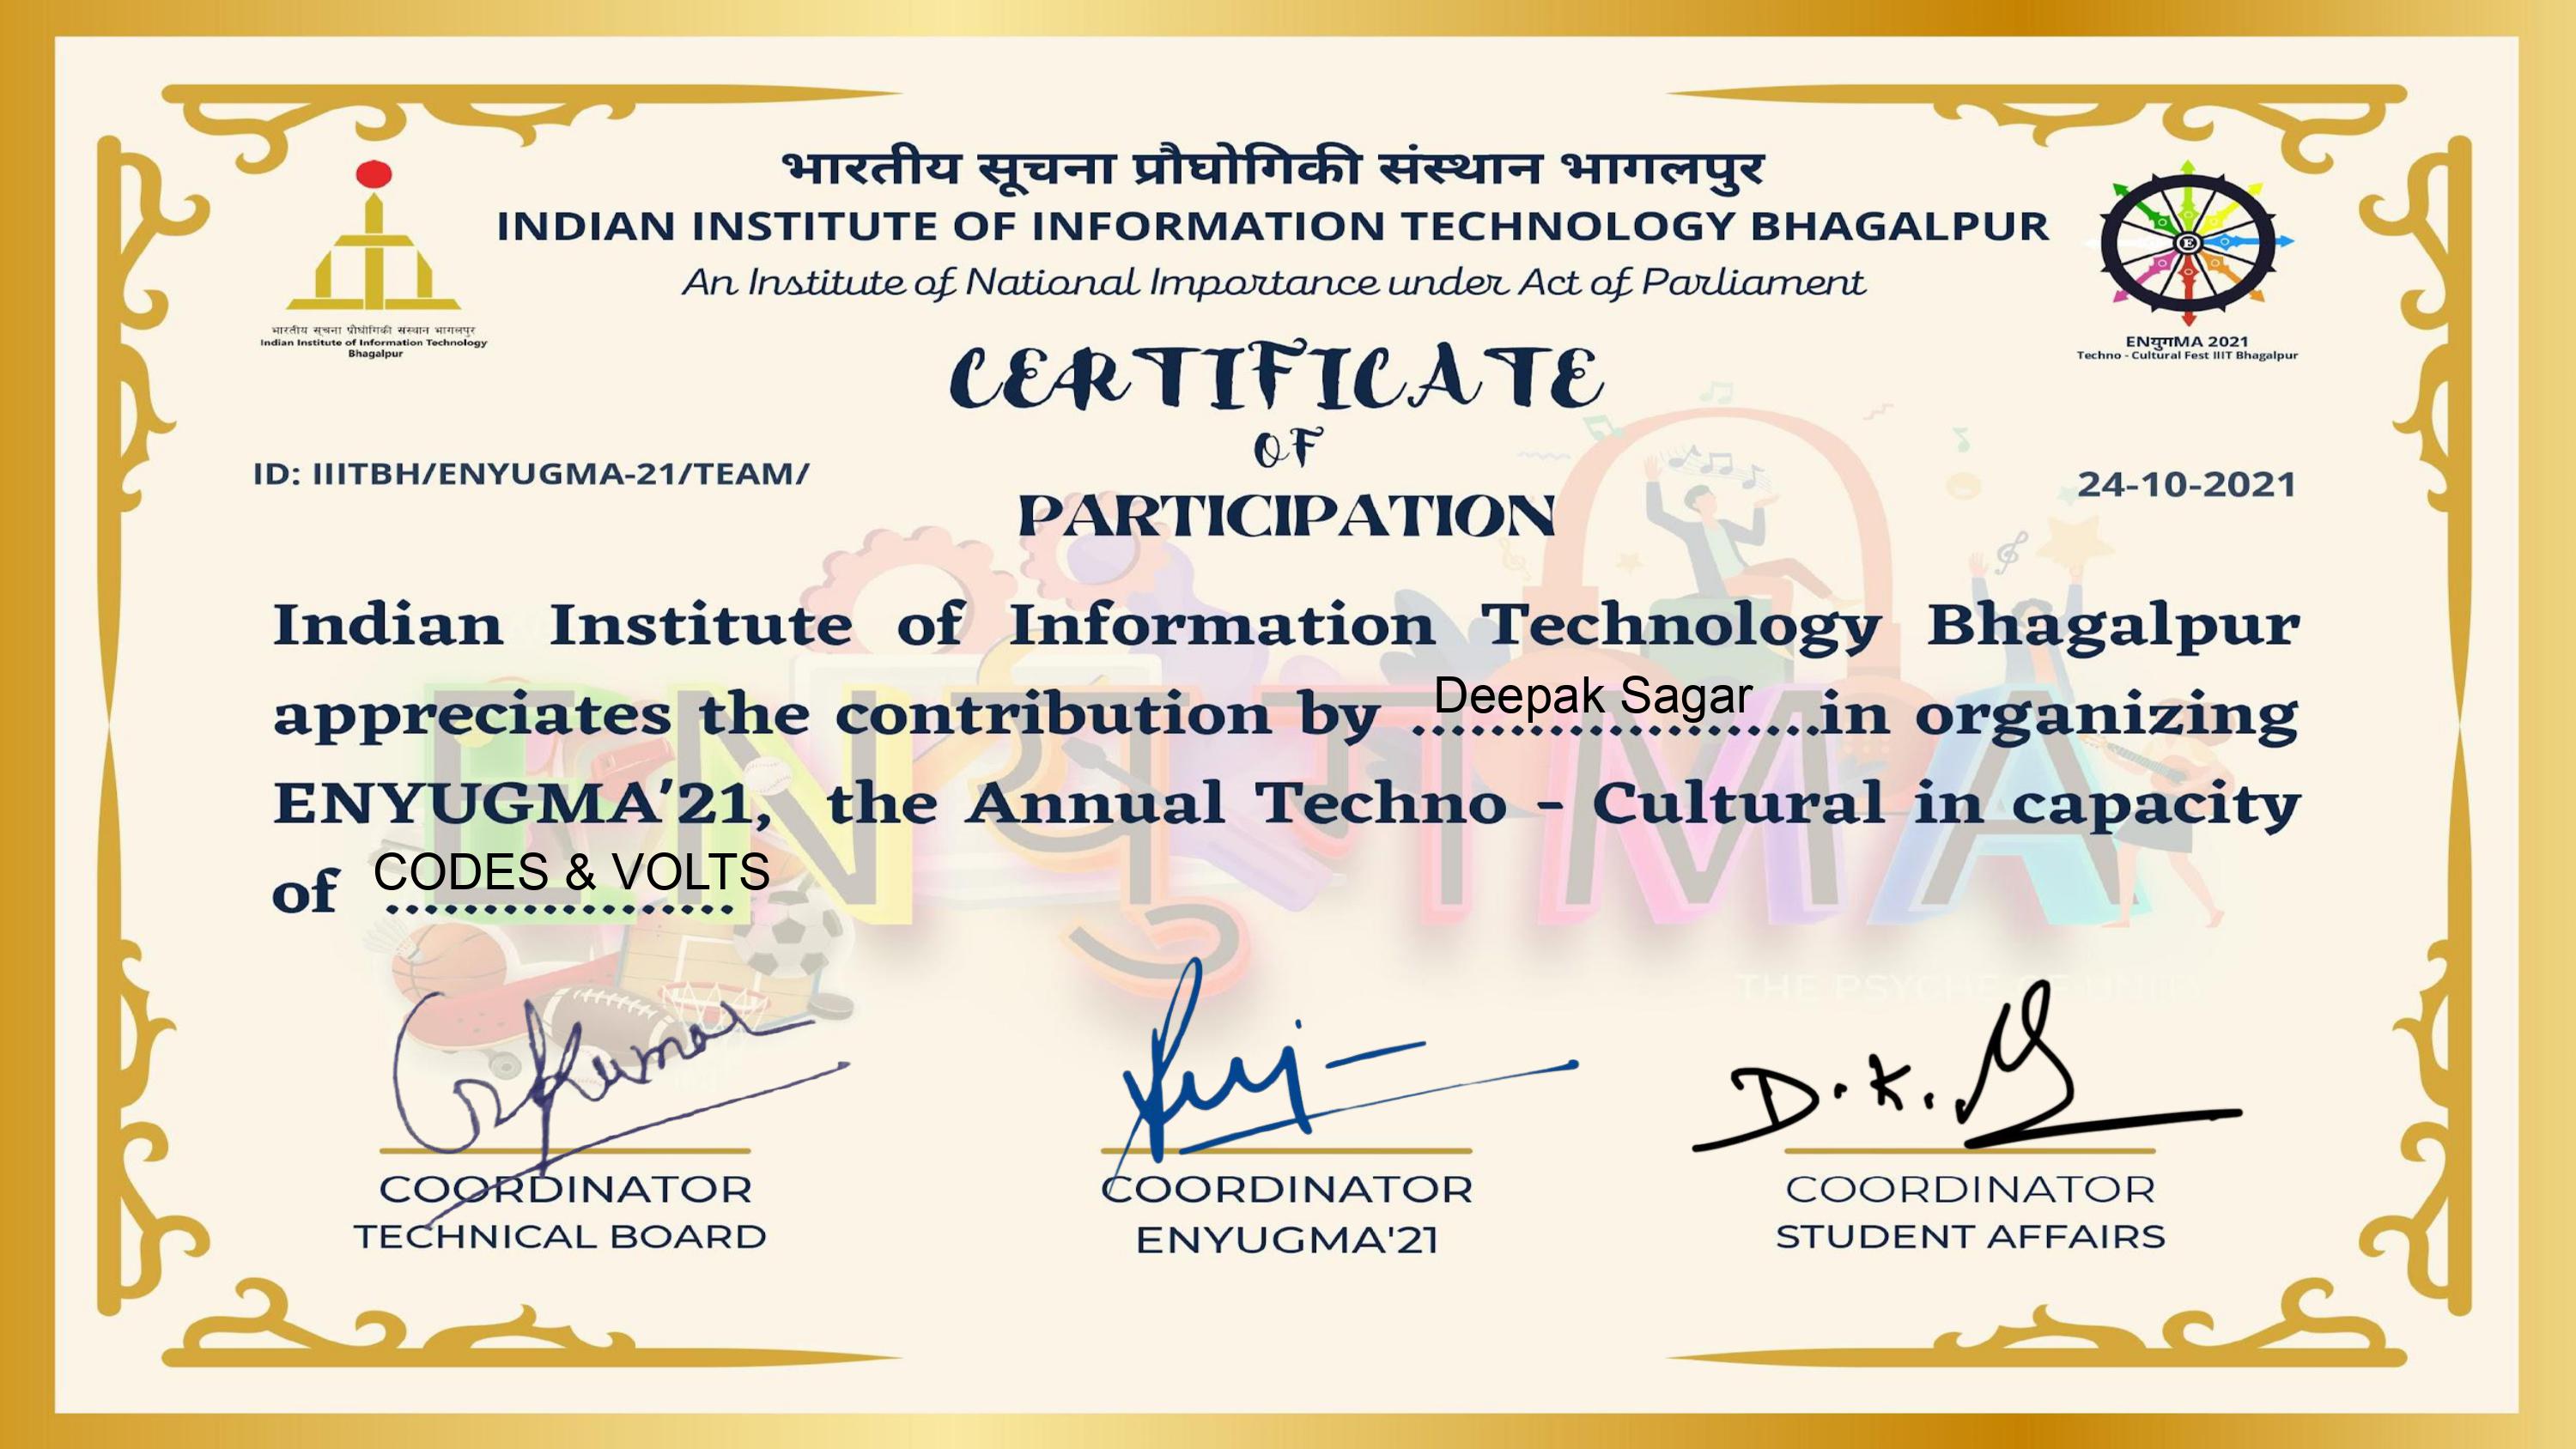 भारतीय सूचना प्रौघोगिकी संस्थान भागलपुर
INDIAN INSTITUTE OF INFORMATION TECHNOLOGY BHAGALPUR
An Institute of National Importance under Act of Parliament
भारतीय सूचना प्रौघोगिकी संस्थान भागलपुर
Indian Institute of Information Technology
Bhagalpur
E
ENयुगMA 2021
Techno - Cultural Fest IIIT Bhagalpur
CERTIFICATE
OF
PARTICIPATION
ID: IIITBH/ENYUGMA-21/TEAM/
24-10-2021
Indian Institute of Information Technology Bhagalpur
appreciates the contribution by Deepak Sagar .....................in organizing
ENYUGMA'21, the Annual Techno - Cultural in capacity
of CODES & VOLTS ..................
ENयुगMA
D.K.
COORDINATOR
TECHNICAL BOARD
COORDINATOR
ENYUGMA'21
COORDINATOR
STUDENT AFFAIRS